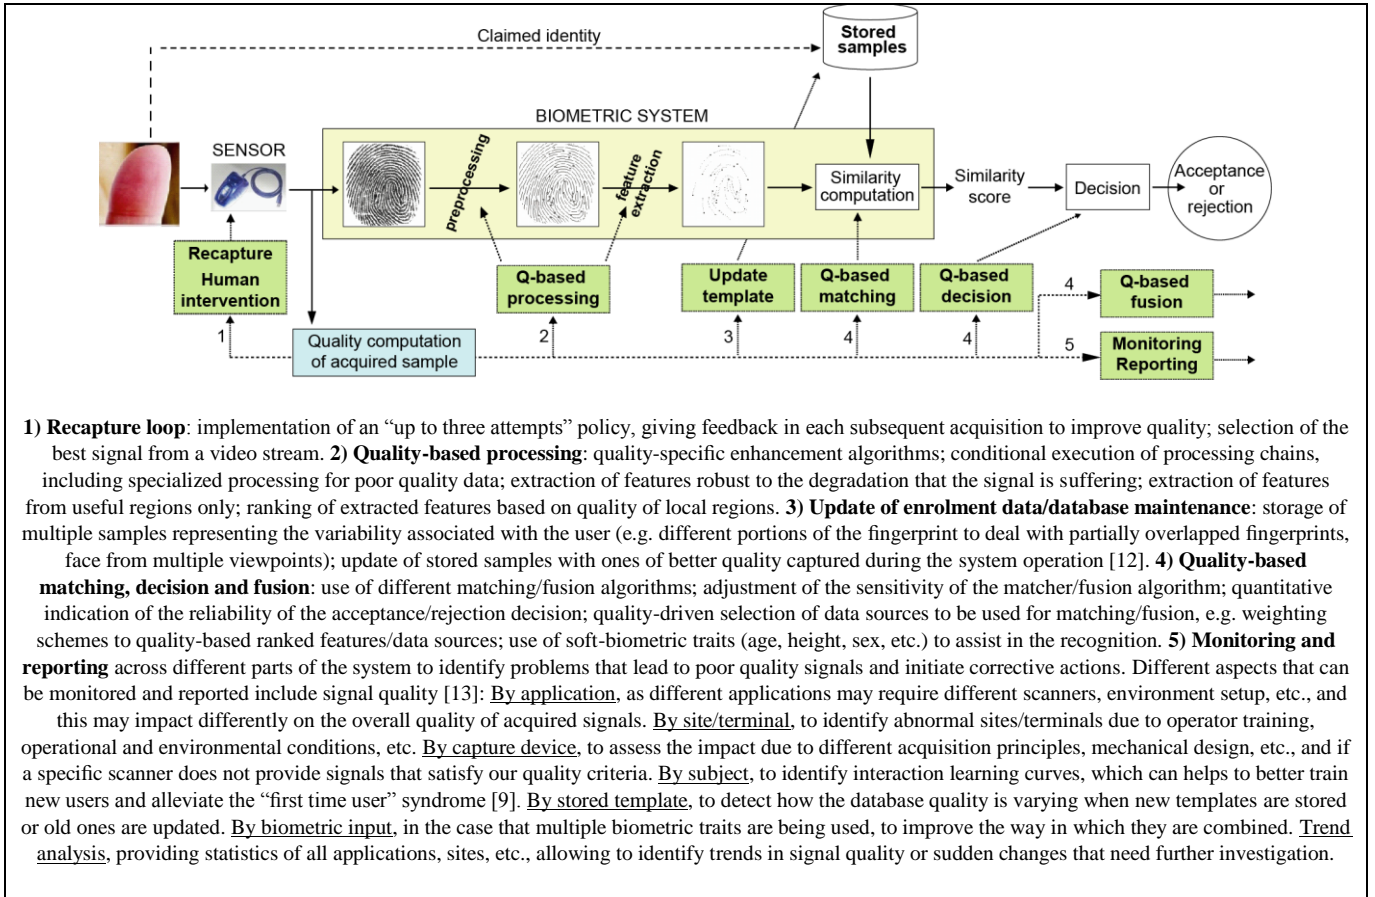 Claimed identity
Stored
samples
BIOMETRIC SYSTEM
SENSOR
preprocessing
feature
extraction
Similarity
computation
Similarity
score
Decision
Acceptance
or
rejection
Recapture
Human
intervention
Q-based
processing
Update
template
Q-based
matching
Q-based
decision
4
Q-based
fusion
1
Quality computation
of acquired sample
2
3
4
4
5
Monitoring
Reporting
1) Recapture loop: implementation of an “up to three attempts” policy, giving feedback in each subsequent acquisition to improve quality; selection of the
best signal from a video stream. 2) Quality-based processing: quality-specific enhancement algorithms; conditional execution of processing chains,
including specialized processing for poor quality data; extraction of features robust to the degradation that the signal is suffering; extraction of features
from useful regions only; ranking of extracted features based on quality of local regions. 3) Update of enrolment data/database maintenance: storage of
multiple samples representing the variability associated with the user (e.g. different portions of the fingerprint to deal with partially overlapped fingerprints,
face from multiple viewpoints); update of stored samples with ones of better quality captured during the system operation [12]. 4) Quality-based
matching, decision and fusion: use of different matching/fusion algorithms; adjustment of the sensitivity of the matcher/fusion algorithm; quantitative
indication of the reliability of the acceptance/rejection decision; quality-driven selection of data sources to be used for matching/fusion, e.g. weighting
schemes to quality-based ranked features/data sources; use of soft-biometric traits (age, height, sex, etc.) to assist in the recognition. 5) Monitoring and
reporting across different parts of the system to identify problems that lead to poor quality signals and initiate corrective actions. Different aspects that can
be monitored and reported include signal quality [13]: By application, as different applications may require different scanners, environment setup, etc., and
this may impact differently on the overall quality of acquired signals. By site/terminal, to identify abnormal sites/terminals due to operator training,
operational and environmental conditions, etc. By capture device, to assess the impact due to different acquisition principles, mechanical design, etc., and if
a specific scanner does not provide signals that satisfy our quality criteria. By subject, to identify interaction learning curves, which can helps to better train
new users and alleviate the “first time user” syndrome [9]. By stored template, to detect how the database quality is varying when new templates are stored
or old ones are updated. By biometric input, in the case that multiple biometric traits are being used, to improve the way in which they are combined. Trend
analysis, providing statistics of all applications, sites, etc., allowing to identify trends in signal quality or sudden changes that need further investigation.